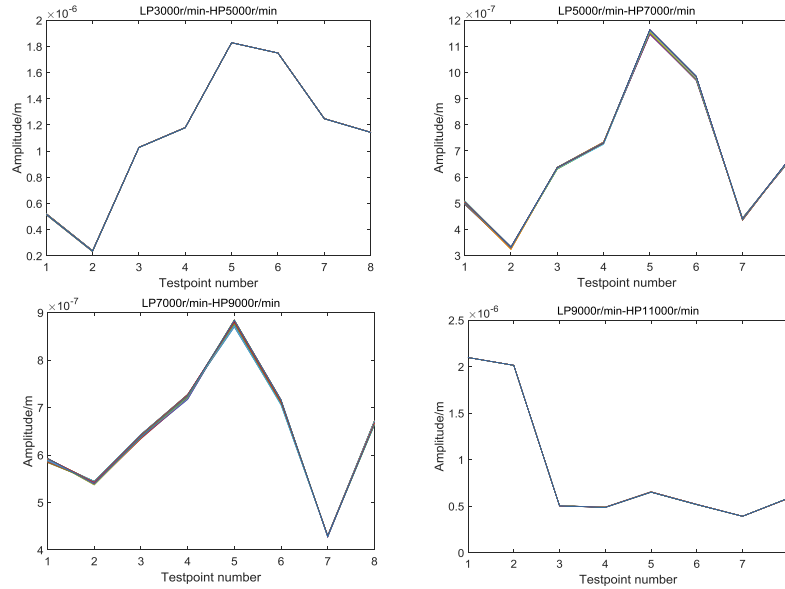 LP3000r/min-HP5000r/min
×10⁻⁶
2
1.8
1.6
1.4
1.2
1
0.8
0.6
0.4
0.2
Amplitude/m
1 2 3 4 5 6 7 8
Testpoint number
LP5000r/min-HP7000r/min
×10⁻⁷
12
11
10
9
8
7
6
5
4
3
Amplitude/m
1 2 3 4 5 6 7
Testpoint number
LP7000r/min-HP9000r/min
×10⁻⁷
9
8
7
6
5
4
Amplitude/m
1 2 3 4 5 6 7 8
Testpoint number
LP9000r/min-HP11000r/min
×10⁻⁶
2.5
2
1.5
1
0.5
0
Amplitude/m
1 2 3 4 5 6 7
Testpoint number